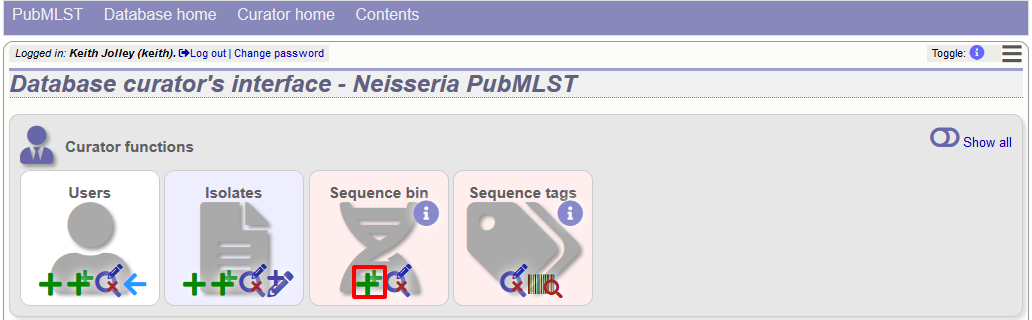 PubMLST Database home Curator home Contents
Logged in: Keith Jolley (keith). Log out | Change password Toggle:
Database curator's interface - Neisseria PubMLST
Curator functions Show all
Users Isolates Sequence bin Sequence tags